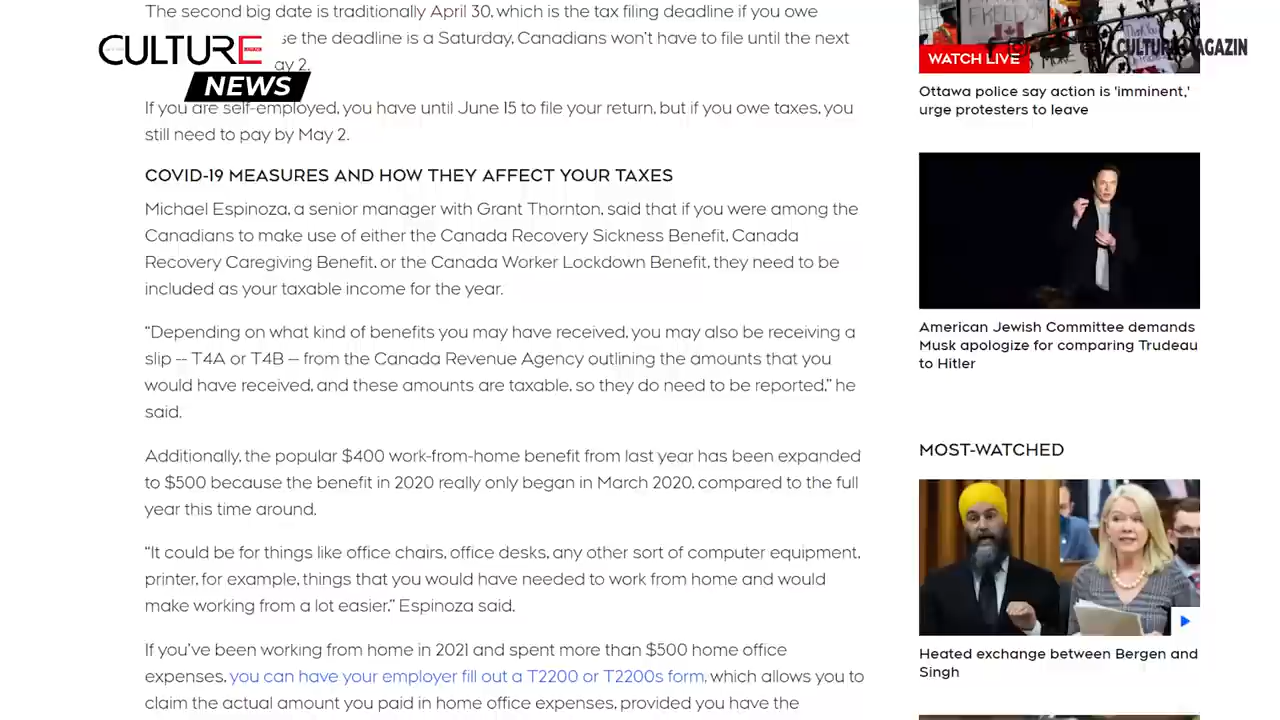 The second big date is traditionally April 30, which is the tax filing deadline if you owe
se the deadline is a Saturday, Canadians won't have to file until the next
ay 2.
CULTURE
NEWS
If you are self-employed, you have until June 15 to file your return, but if you owe taxes, you
still need to pay by May 2.
COVID-19 MEASURES AND HOW THEY AFFECT YOUR TAXES
Michael Espinoza, a senior manager with Grant Thornton, said that if you were among the
Canadians to make use of either the Canada Recovery Sickness Benefit, Canada
Recovery Caregiving Benefit, or the Canada Worker Lockdown Benefit, they need to be
included as your taxable income for the year.
“Depending on what kind of benefits you may have received, you may also be receiving a
slip -- T4A or T4B – from the Canada Revenue Agency outlining the amounts that you
would have received, and these amounts are taxable, so they do need to be reported,” he
said.
Additionally, the popular $400 work-from-home benefit from last year has been expanded
to $500 because the benefit in 2020 really only began in March 2020, compared to the full
year this time around.
“It could be for things like office chairs, office desks, any other sort of computer equipment,
printer, for example, things that you would have needed to work from home and would
make working from a lot easier,” Espinoza said.
If you've been working from home in 2021 and spent more than $500 home office
expenses, you can have your employer fill out a T2200 or T2200s form, which allows you to
claim the actual amount you paid in home office expenses, provided you have the
FREEDOM
CULTURE MAGAZIN
WATCH LIVE
Ottawa police say action is 'imminent,'
urge protesters to leave
American Jewish Committee demands
Musk apologize for comparing Trudeau
to Hitler
MOST-WATCHED
Heated exchange between Bergen and
Singh